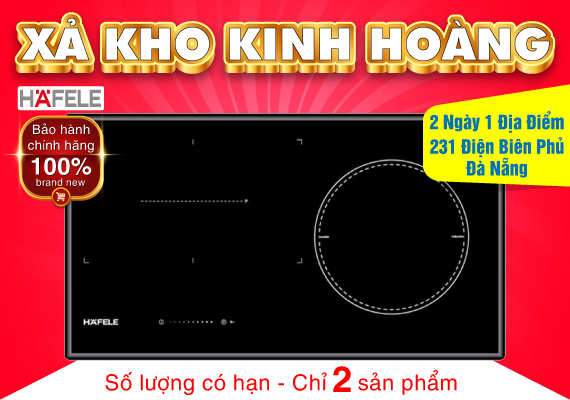 XẢ KHO KINH HOÀNG
HÄFELE
Bảo hành
chính hãng
100%
brand new
2 Ngày 1 Địa Điểm
231 Điện Biên Phủ
Đà Nẵng
P
HÄFELE
Số lượng có hạn - Chỉ 2 sản phẩm